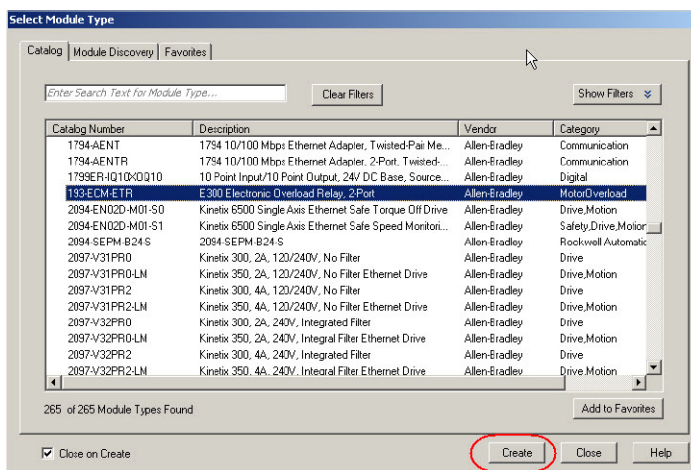 Select Module Type
Catalog Module Discovery Favorites
Enter Search Text for Module Type... Clear Filters Show Filters
Catalog Number Description Vendor Category
1794-AENT 1794 10/100 Mbps Ethernet Adapter, Twisted-Pair Me... Allen-Bradley Communication
1794-AENTR 1794 10/100 Mbps Ethernet Adapter, 2-Port, Twisted-... Allen-Bradley Communication
1799ER-IQ10XOQ10 10 Point Input/10 Point Output, 24V DC Base, Source... Allen-Bradley Digital
193-ECM-ETR E300 Electronic Overload Relay, 2-Port Allen-Bradley MotorOverload
2094-EN02D-M01-S0 Kinetix 6500 Single Axis Ethernet Safe Torque Off Drive Allen-Bradley Drive,Motion
2094-EN02D-M01-S1 Kinetix 6500 Single Axis Ethernet Safe Speed Monitori... Allen-Bradley Safety,Drive,Motion
2094-SEPM-B24-S 2094-SEPM-B24-S Allen-Bradley Rockwell Automatic
2097-V31PR0 Kinetix 300, 2A, 120/240V, No Filter Allen-Bradley Drive
2097-V31PR0-LM Kinetix 350, 2A, 120/240V, No Filter Ethernet Drive Allen-Bradley Drive,Motion
2097-V31PR2 Kinetix 300, 4A, 120/240V, No Filter Allen-Bradley Drive
2097-V31PR2-LM Kinetix 350, 4A, 120/240V, No Filter Ethernet Drive Allen-Bradley Drive,Motion
2097-V32PR0 Kinetix 300, 2A, 240V, Integrated Filter Allen-Bradley Drive
2097-V32PR0-LM Kinetix 350, 2A, 240V, Integral Filter Ethernet Drive Allen-Bradley Drive,Motion
2097-V32PR2 Kinetix 300, 4A, 240V, Integrated Filter Allen-Bradley Drive
2097-V32PR2-LM Kinetix 350, 4A, 240V, Integral Filter Ethernet Drive Allen-Bradley Drive,Motion
265 of 265 Module Types Found Add to Favorites
Close on Create Create Close Help